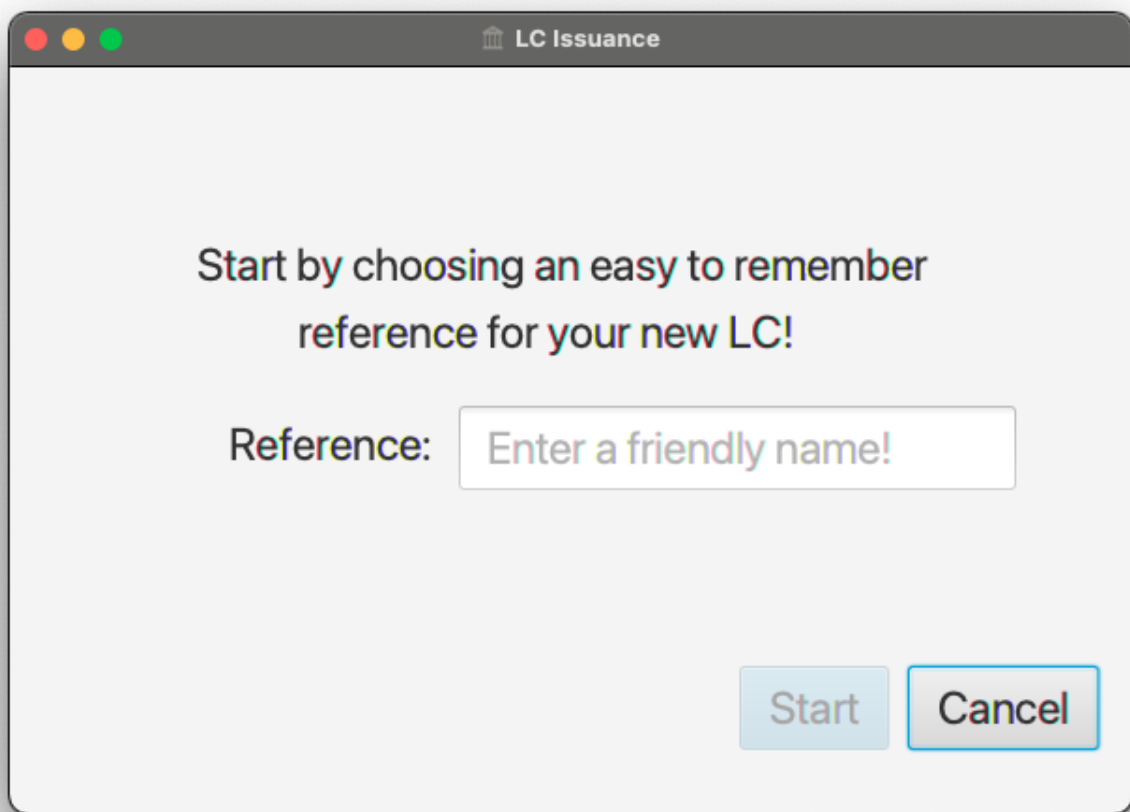 LC Issuance
Start by choosing an easy to remember
reference for your new LC!
Reference: Enter a friendly name!
Start Cancel